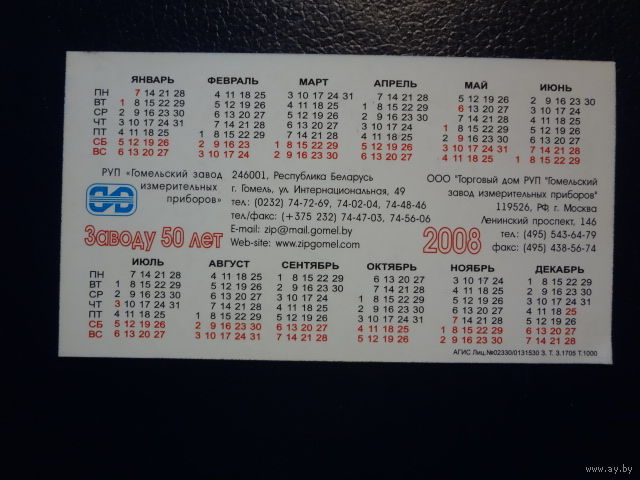 ЯНВАРЬ ФЕВРАЛЬ МАРТ АПРЕЛЬ МАЙ ИЮНЬ
ПН 7 14 21 28 4 11 18 25 3 10 17 24 31 7 14 21 28 5 12 19 26 2 9 16 23 30
ВТ 1 8 15 22 29 5 12 19 26 4 11 18 25 1 8 15 22 29 6 13 20 27 3 10 17 24
СР 2 9 16 23 30 6 13 20 27 5 12 19 26 2 9 16 23 30 7 14 21 28 4 11 18 25
ЧТ 3 10 17 24 31 7 14 21 28 6 13 20 27 3 10 17 24 1 8 15 22 29 5 12 19 26
ПТ 4 11 18 25 1 8 15 22 29 7 14 21 28 4 11 18 25 2 9 16 23 30 6 13 20 27
СБ 5 12 19 26 2 9 16 23 1 8 15 22 29 5 12 19 26 3 10 17 24 31 7 14 21 28
ВС 6 13 20 27 3 10 17 24 2 9 16 23 30 6 13 20 27 4 11 18 25 1 8 15 22 29
РУП «Гомельский завод
измерительных
приборов»
246001, Республика Беларусь
г. Гомель, ул Интернациональная, 49
тел.: (0232) 74-72-69, 74-02-04, 74-48-46
тел/факс: (+ 375 232) 74-47-03, 74-56-06
E-mail: zip@mail.gomel.by
Web-site: www.zipgomel.com
Заводу 50 лет
ООО "Торговый дом РУП "Гомельский
завод измерительных приборов"
119526, РФ, г. Москва
Ленинский проспект, 146
тел.: (495) 543-64-79
факс: (495) 438-56-74
2008
ИЮЛЬ АВГУСТ СЕНТЯБРЬ ОКТЯБРЬ НОЯБРЬ ДЕКАБРЬ
ПН 7 14 21 28 4 11 18 25 1 8 15 22 29 6 13 20 27 3 10 17 24 1 8 15 22 29
ВТ 1 8 15 22 29 5 12 19 26 2 9 16 23 30 7 14 21 28 4 11 18 25 2 9 16 23 30
СР 2 9 16 23 30 6 13 20 27 3 10 17 24 1 8 15 22 29 5 12 19 26 3 10 17 24 31
ЧТ 3 10 17 24 31 7 14 21 28 4 11 18 25 2 9 16 23 30 6 13 20 27 4 11 18 25
ПТ 4 11 18 25 1 8 15 22 29 5 12 19 26 3 10 17 24 31 7 14 21 28 5 12 19 26
СБ 5 12 19 26 2 9 16 23 30 6 13 20 27 4 11 18 25 1 8 15 22 29 6 13 20 27
ВС 6 13 20 27 3 10 17 24 31 7 14 21 28 5 12 19 26 2 9 16 23 30 7 14 21 28
АГИС Лиц.№02330/0131530 З. Т. 3.1705 Т.1000
www.ay.by